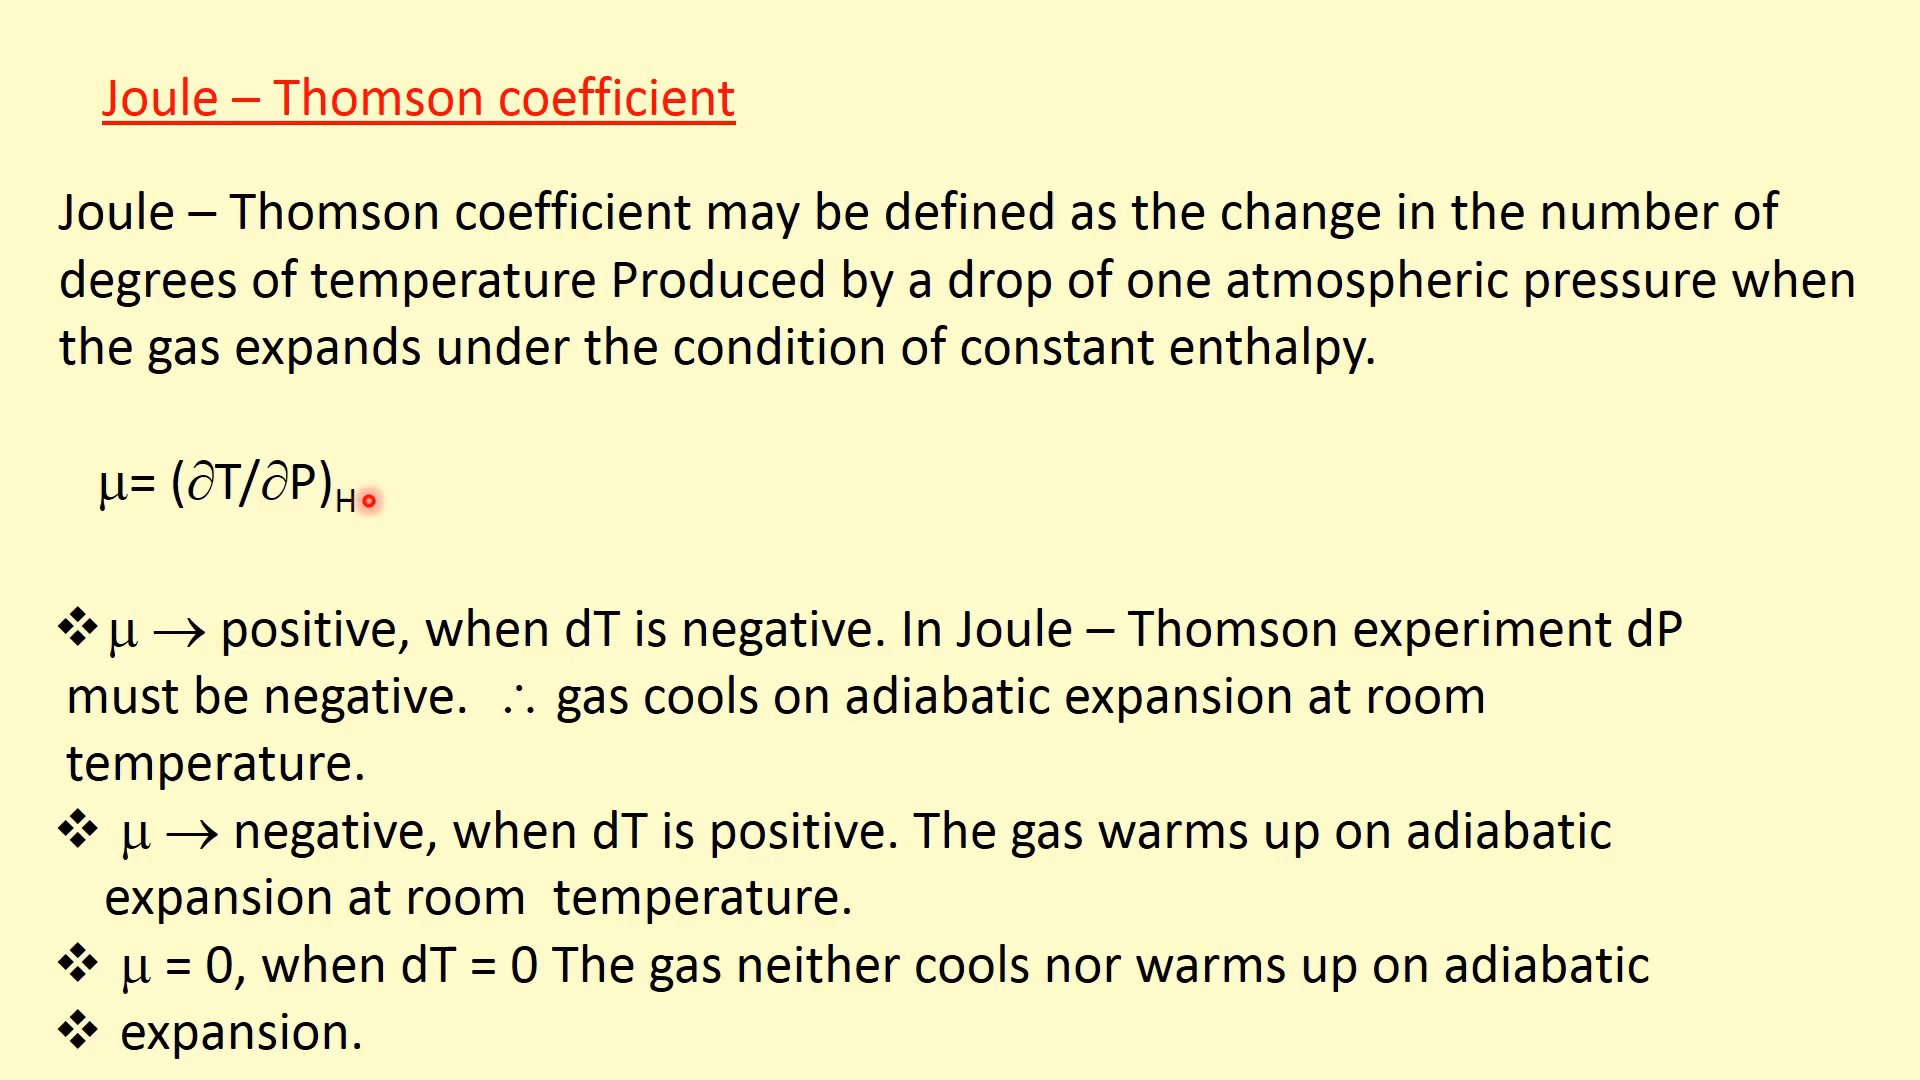 Joule – Thomson coefficient
Joule – Thomson coefficient may be defined as the change in the number of
degrees of temperature Produced by a drop of one atmospheric pressure when
the gas expands under the condition of constant enthalpy.
μ= (∂T/∂P)H
❖ μ → positive, when dT is negative. In Joule – Thomson experiment dP
must be negative. ∴ gas cools on adiabatic expansion at room
temperature.
❖ μ → negative, when dT is positive. The gas warms up on adiabatic
expansion at room temperature.
❖ μ = 0, when dT = 0 The gas neither cools nor warms up on adiabatic
❖ expansion.